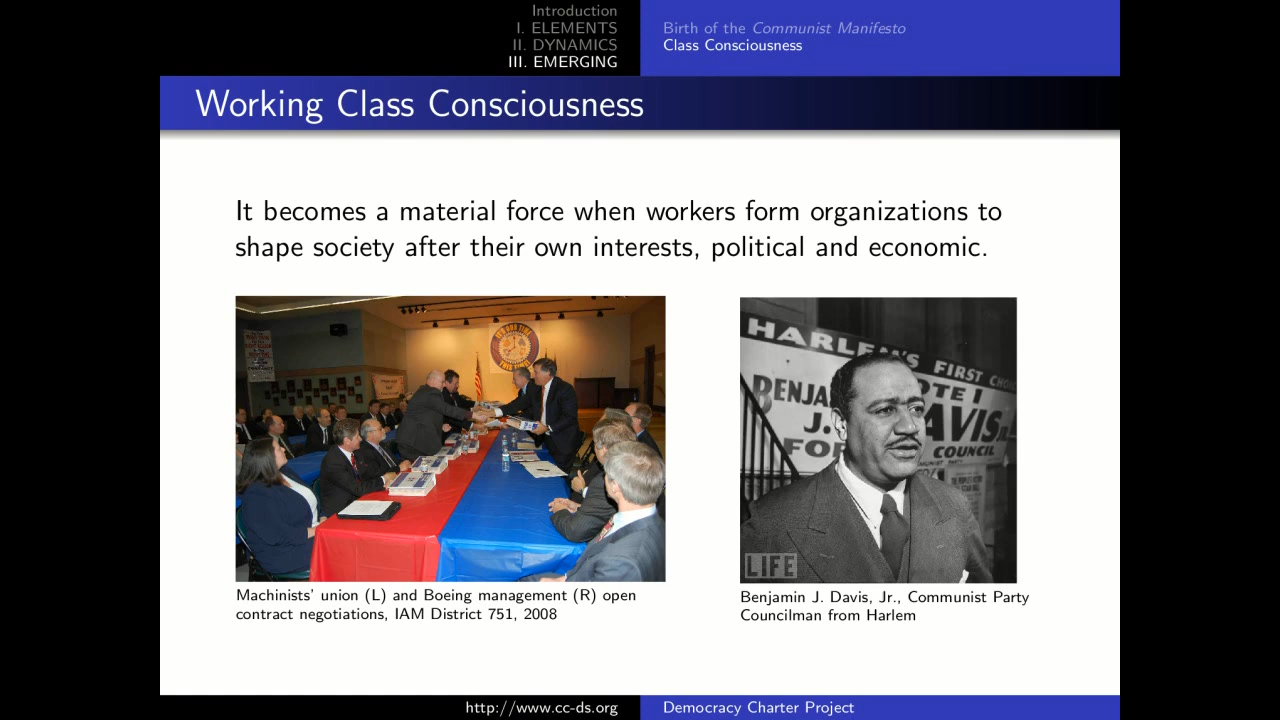 Introduction
I. ELEMENTS
II. DYNAMICS
III. EMERGING
Birth of the Communist Manifesto
Class Consciousness
Working Class Consciousness
It becomes a material force when workers form organizations to
shape society after their own interests, political and economic.
HARLEM'S FIRST
BENJA
J.
DAVIS
FOR
COUNCIL
LIFE
Machinists' union (L) and Boeing management (R) open
contract negotiations, IAM District 751, 2008
Benjamin J. Davis, Jr., Communist Party
Councilman from Harlem
http://www.cc-ds.org
Democracy Charter Project